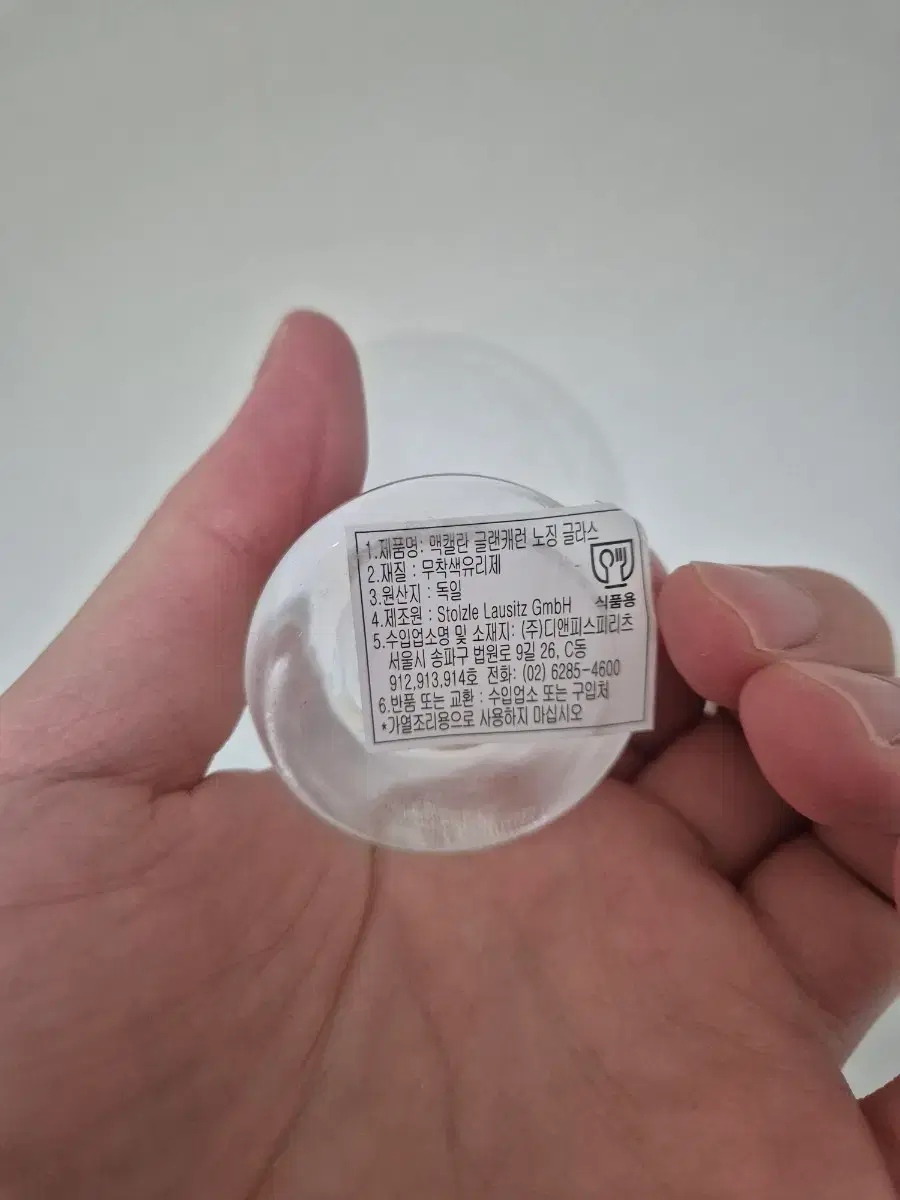 1.제품명: 맥캘란 글랜캐런 노징 글라스
2.재질 : 무착색유리제
3.원산지 : 독일
4.제조원 : Stolzle Lausitz GmbH
식품용
5.수입업소명 및 소재지: (주)디앤피스피리츠
서울시 송파구 법원로 9길 26, C동
912,913,914호 전화: (02) 6285-4600
6.반품 또는 교환 : 수입업소 또는 구입처
*가열조리용으로 사용하지 마십시오